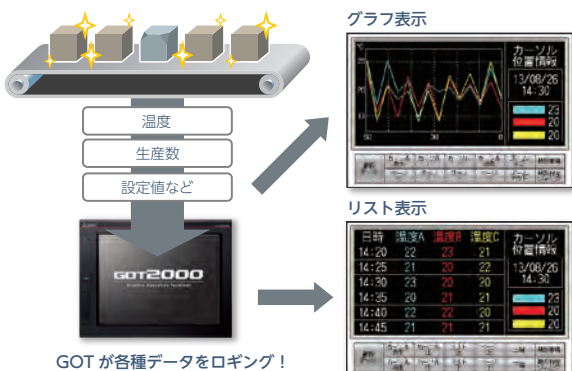 温度
生産数
設定値など
GOT2000
Graphic Operation Terminal
GOT が各種データをロギング！
グラフ表示
カーソル
位置情報
13/08/26
14:30
23
20
20
リスト表示
日時 温度A 温度B 温度C
14:20 22 23 21
14:25 21 20 22
14:30 23 20 20
14:35 20 21 21
14:40 22 22 20
14:45 21 21 21
カーソル
位置情報
13/08/26
14:30
23
20
20